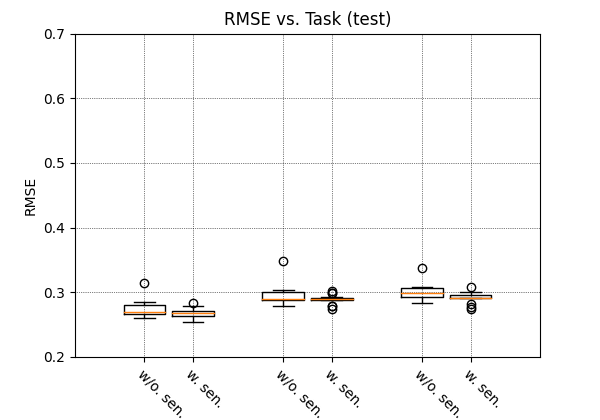 RMSE vs. Task (test)
0.7
0.6
0.5
0.4
0.3
0.2
RMSE
w/o. sen.
w. sen.
w/o. sen.
w. sen.
w/o. sen.
w. sen.